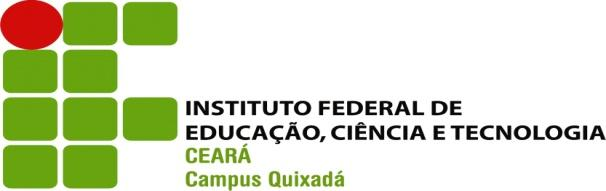 INSTITUTO FEDERAL DE
EDUCAÇÃO, CIÊNCIA E TECNOLOGIA
CEARÁ
Campus Quixadá